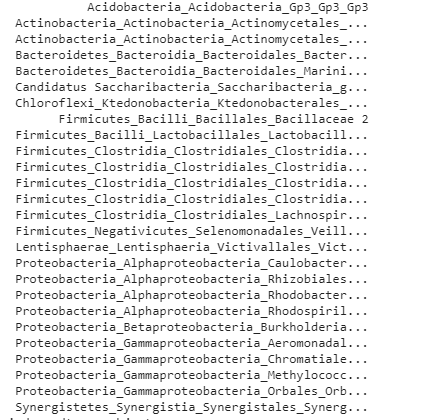 Acidobacteria_Acidobacteria_Gp3_Gp3_Gp3
Actinobacteria_Actinobacteria_Actinomycetales_...
Actinobacteria_Actinobacteria_Actinomycetales_...
Bacteroidetes_Bacteroidia_Bacteroidales_Bacter...
Bacteroidetes_Bacteroidia_Bacteroidales_Marini...
Candidatus Saccharibacteria_Saccharibacteria_g...
Chloroflexi_Ktedonobacteria_Ktedonobacterales_...
Firmicutes_Bacilli_Bacillales_Bacillaceae 2
Firmicutes_Bacilli_Lactobacillales_Lactobacill...
Firmicutes_Clostridia_Clostridiales_Clostridia...
Firmicutes_Clostridia_Clostridiales_Clostridia...
Firmicutes_Clostridia_Clostridiales_Clostridia...
Firmicutes_Clostridia_Clostridiales_Clostridia...
Firmicutes_Clostridia_Clostridiales_Lachnospir...
Firmicutes_Negativicutes_Selenomonadales_Veill...
Lentisphaerae_Lentisphaeria_Victivallales_Vict...
Proteobacteria_Alphaproteobacteria_Caulobacter...
Proteobacteria_Alphaproteobacteria_Rhizobiales...
Proteobacteria_Alphaproteobacteria_Rhodobacter...
Proteobacteria_Alphaproteobacteria_Rhodospiril...
Proteobacteria_Betaproteobacteria_Burkholderia...
Proteobacteria_Gammaproteobacteria_Aeromonadal...
Proteobacteria_Gammaproteobacteria_Chromatiale...
Proteobacteria_Gammaproteobacteria_Methylococc...
Proteobacteria_Gammaproteobacteria_Orbales_Orb...
Synergistetes_Synergistia_Synergistales_Synerg...